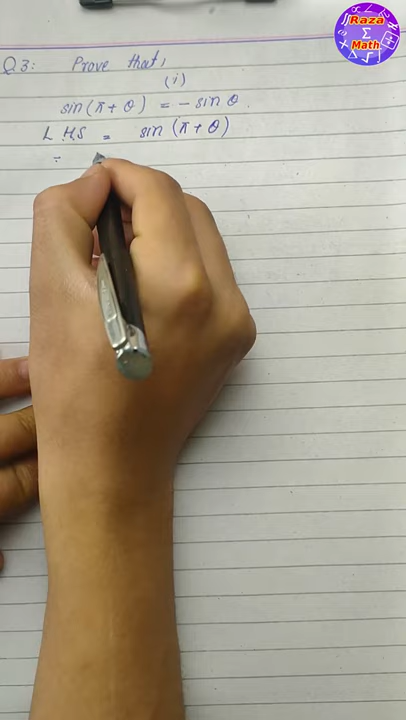 Q3: Prove that,
(i)
sin(π+θ) = - sin θ
L.H.S = sin (π+θ)
=
Raza
Σ
Math